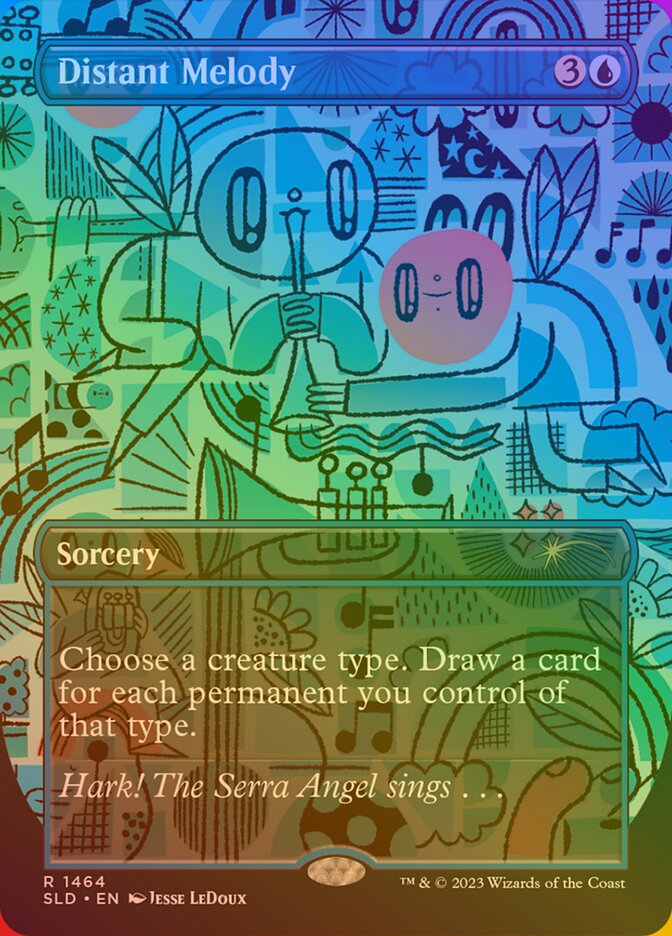 Distant Melody 3
Sorcery
Choose a creature type. Draw a card
for each permanent you control of
that type.
Hark! The Serra Angel sings . . .
R 1464
SLD • EN Jesse LeDoux
™ & © 2023 Wizards of the Coast